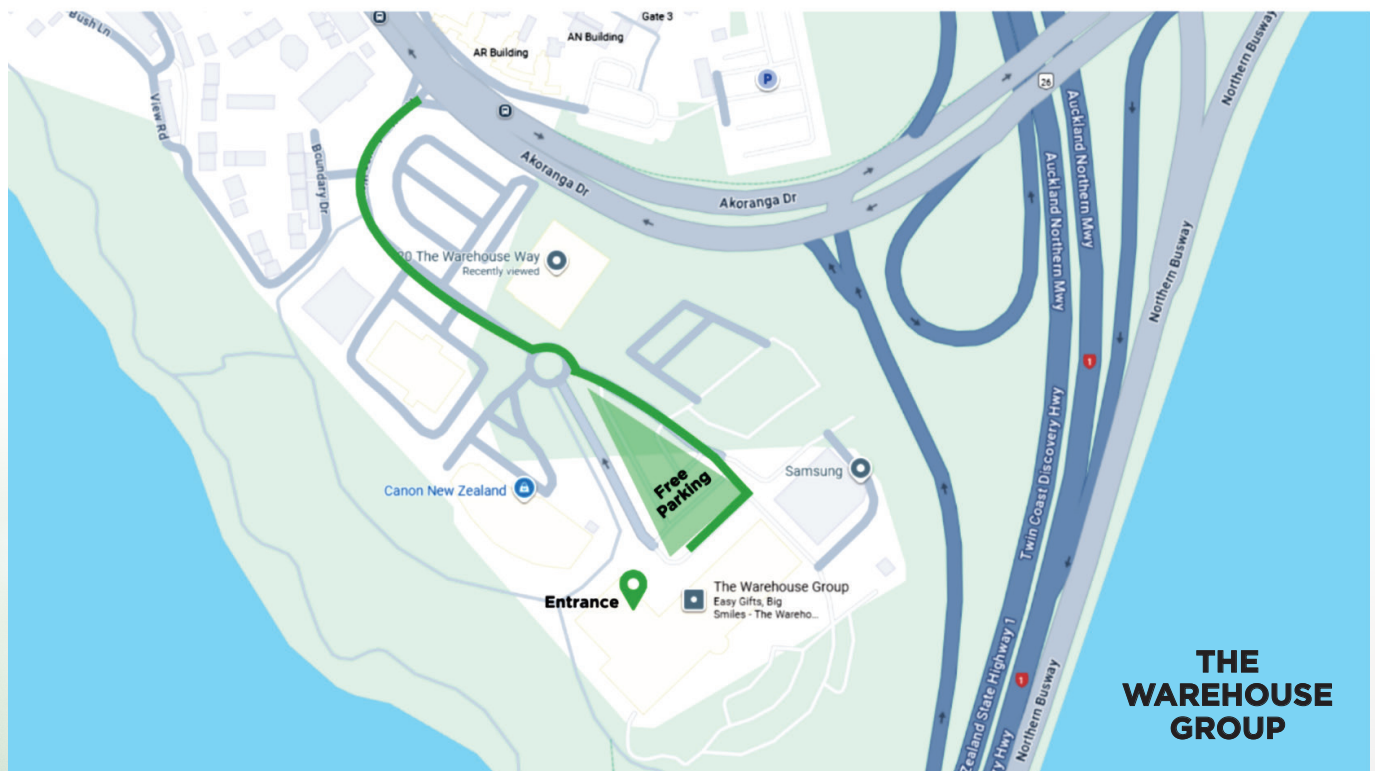 Gate 3
Bush Ln
AN Building
AR Building
P
26
Northern Busway
View Rd
Boundary Dr
Akoranga Dr
Akoranga Dr
Auckland Northern Mwy
Auckland Northern Mwy
The Warehouse Way
Recently viewed
Northern Busway
1
Twin Coast Discovery Hwy
Samsung
Free
Parking
Canon New Zealand
The Warehouse Group
Easy Gifts, Big
Smiles - The Wareho...
Entrance
Zealand State Highway 1
1
Northern Busway
Hwy
THE
WAREHOUSE
GROUP